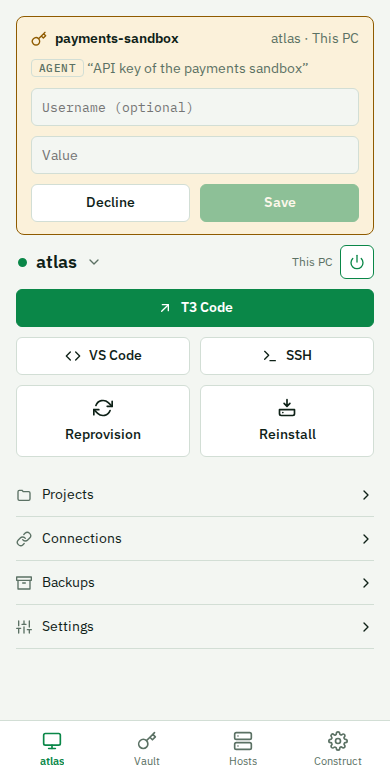 payments-sandbox atlas · This PC
AGENT “API key of the payments sandbox”
Username (optional)
Value
Decline Save
atlas This PC
T3 Code
VS Code SSH
Reprovision Reinstall
Projects
Connections
Backups
Settings
atlas Vault Hosts Construct